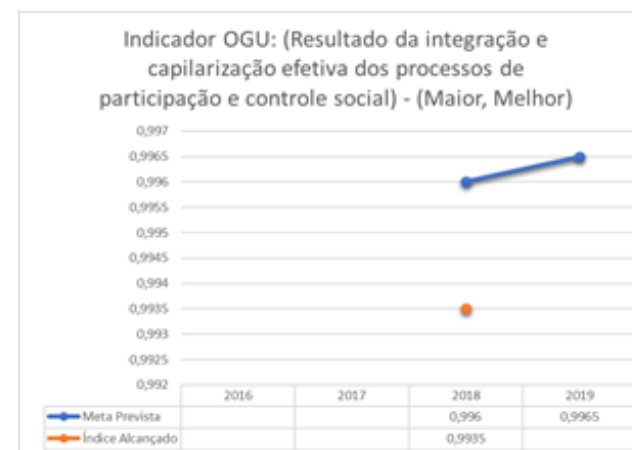 Indicador OGU: (Resultado da integração e
capilarização efetiva dos processos de
participação e controle social) - (Maior, Melhor)
0,997
0,9965
0,996
0,9955
0,995
0,9945
0,994
0,9935
0,993
0,9925
0,992
2016 2017 2018 2019
Meta Prevista 0,996 0,9965
Índice Alcançado 0,9935